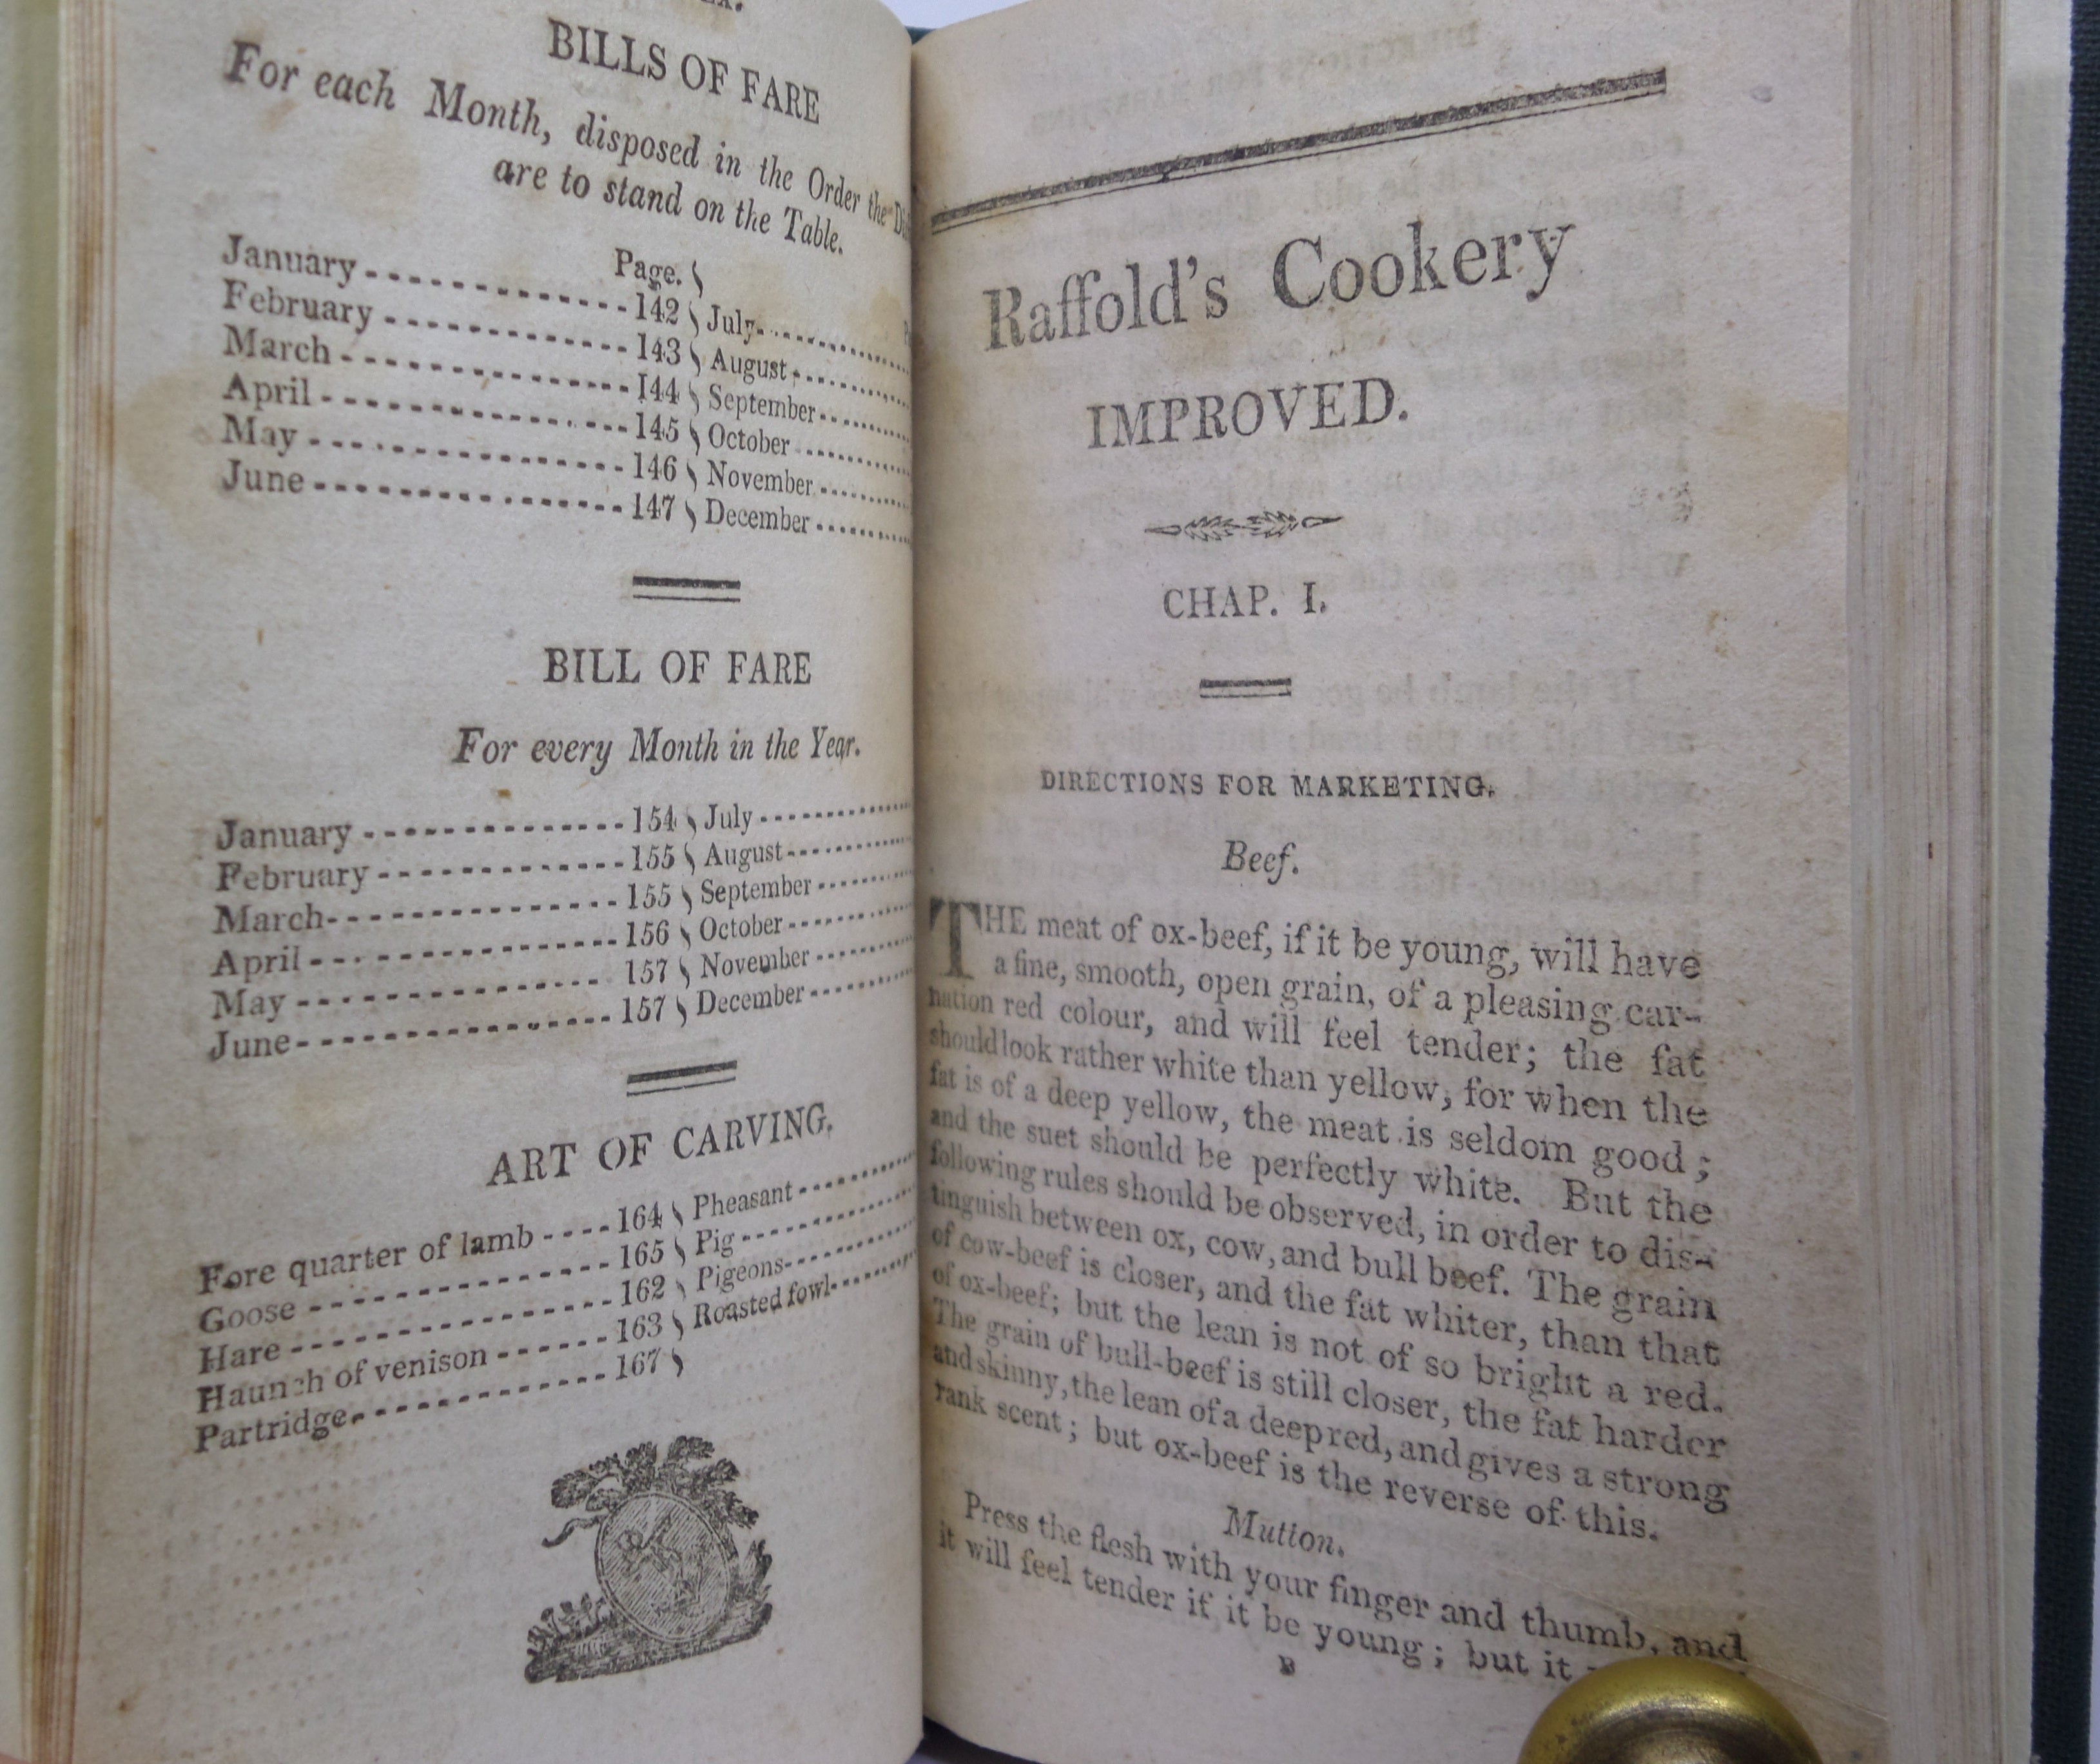 BILLS OF FARE
For each Month, disposed in the Order the
are to stand on the Table.
Page.
January - - - - - - - - - - - - - 142 July
February - - - - - - - - - - - - 143 August
March - - - - - - - - - - - - - - 144 September
April - - - - - - - - - - - - - - 145 October
May - - - - - - - - - - - - - - 146 November
June - - - - - - - - - - - - - - 147 December
BILL OF FARE
For every Month in the Year.
January - - - - - - - - - - - - - 154 July
February - - - - - - - - - - - - 155 August
March - - - - - - - - - - - - - - 155 September
April - - - - - - - - - - - - - - 156 October
May - - - - - - - - - - - - - - 157 November
June - - - - - - - - - - - - - - 157 December
ART OF CARVING.
Fore quarter of lamb - - - - 164 Pheasant
Goose - - - - - - - - - - - - - 165 Pig
Hare - - - - - - - - - - - - - - 162 Pigeons
Haunch of venison - - - - - - 163 Roasted fowl
Partridge - - - - - - - - - - - 167
Raffold's Cookery
IMPROVED.
CHAP. I.
DIRECTIONS FOR MARKETING.
Beef.
THE meat of ox-beef, if it be young, will have
a fine, smooth, open grain, of a pleasing car-
nation red colour, and will feel tender; the fat
should look rather white than yellow, for when the
fat is of a deep yellow, the meat is seldom good;
and the suet should be perfectly white. But the
following rules should be observed, in order to dis-
tinguish between ox, cow, and bull beef. The grain
of cow-beef is closer, and the fat whiter, than that
of ox-beef; but the lean is not of so bright a red.
The grain of bull-beef is still closer, the fat harder
and skinny, the lean of a deep red, and gives a strong
rank scent; but ox-beef is the reverse of this.
Mutton.
Press the flesh with your finger and thumb, and
it will feel tender if it be young; but it
B